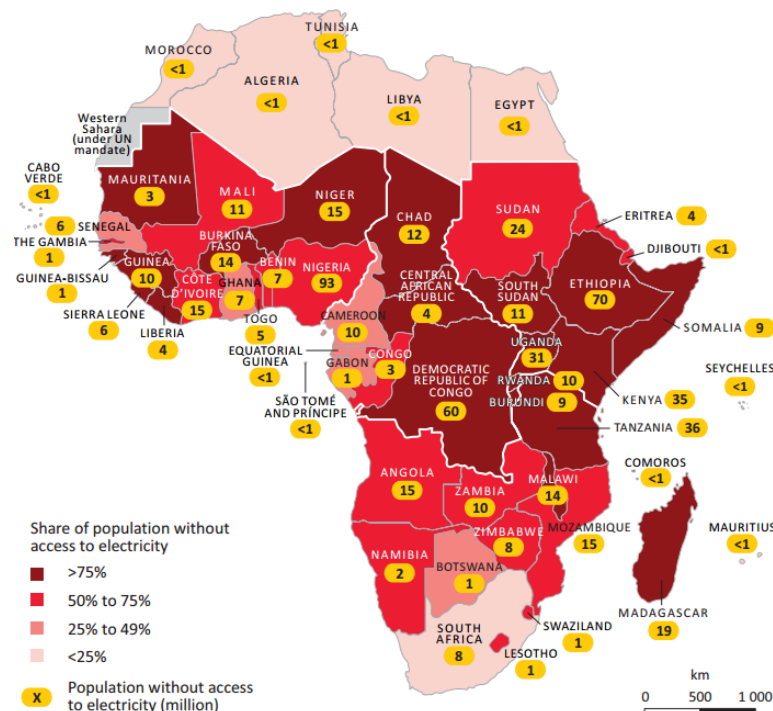 TUNISIA
<1
MOROCCO
<1
ALGERIA
<1
LIBYA
<1
EGYPT
<1
Western
Sahara
(under UN
mandate)
CABO
VERDE
<1
MAURITANIA
3
MALI
11
NIGER
15
CHAD
12
SUDAN
24
ERITREA 4
DJIBOUTI <1
6 SENEGAL
THE GAMBIA
1
GUINEA-BISSAU
1
GUINEA
10
SIERRA LEONE
6
LIBERIA
4
CÔTE
D'IVOIRE
15
BURKINA
FASO
14
GHANA
7
TOGO
5
BENIN
7
NIGERIA
93
CAMEROON
10
CENTRAL
AFRICAN
REPUBLIC
4
SOUTH
SUDAN
11
ETHIOPIA
70
SOMALIA 9
EQUATORIAL
GUINEA
<1
SÃO TOMÉ
AND PRÍNCIPE
<1
GABON
1
CONGO
3
DEMOCRATIC
REPUBLIC OF
CONGO
60
UGANDA
31
RWANDA 10
BURUNDI 9
KENYA 35
TANZANIA 36
SEYCHELLES
<1
COMOROS
<1
ANGOLA
15
ZAMBIA
10
MALAWI
14
MOZAMBIQUE
15
ZIMBABWE
8
MAURITIUS
<1
NAMIBIA
2
BOTSWANA
1
MADAGASCAR
19
SOUTH
AFRICA
8
SWAZILAND
1
LESOTHO
1
Share of population without
access to electricity
>75%
50% to 75%
25% to 49%
<25%
X Population without access
to electricity (million)
km
0 500 1 000